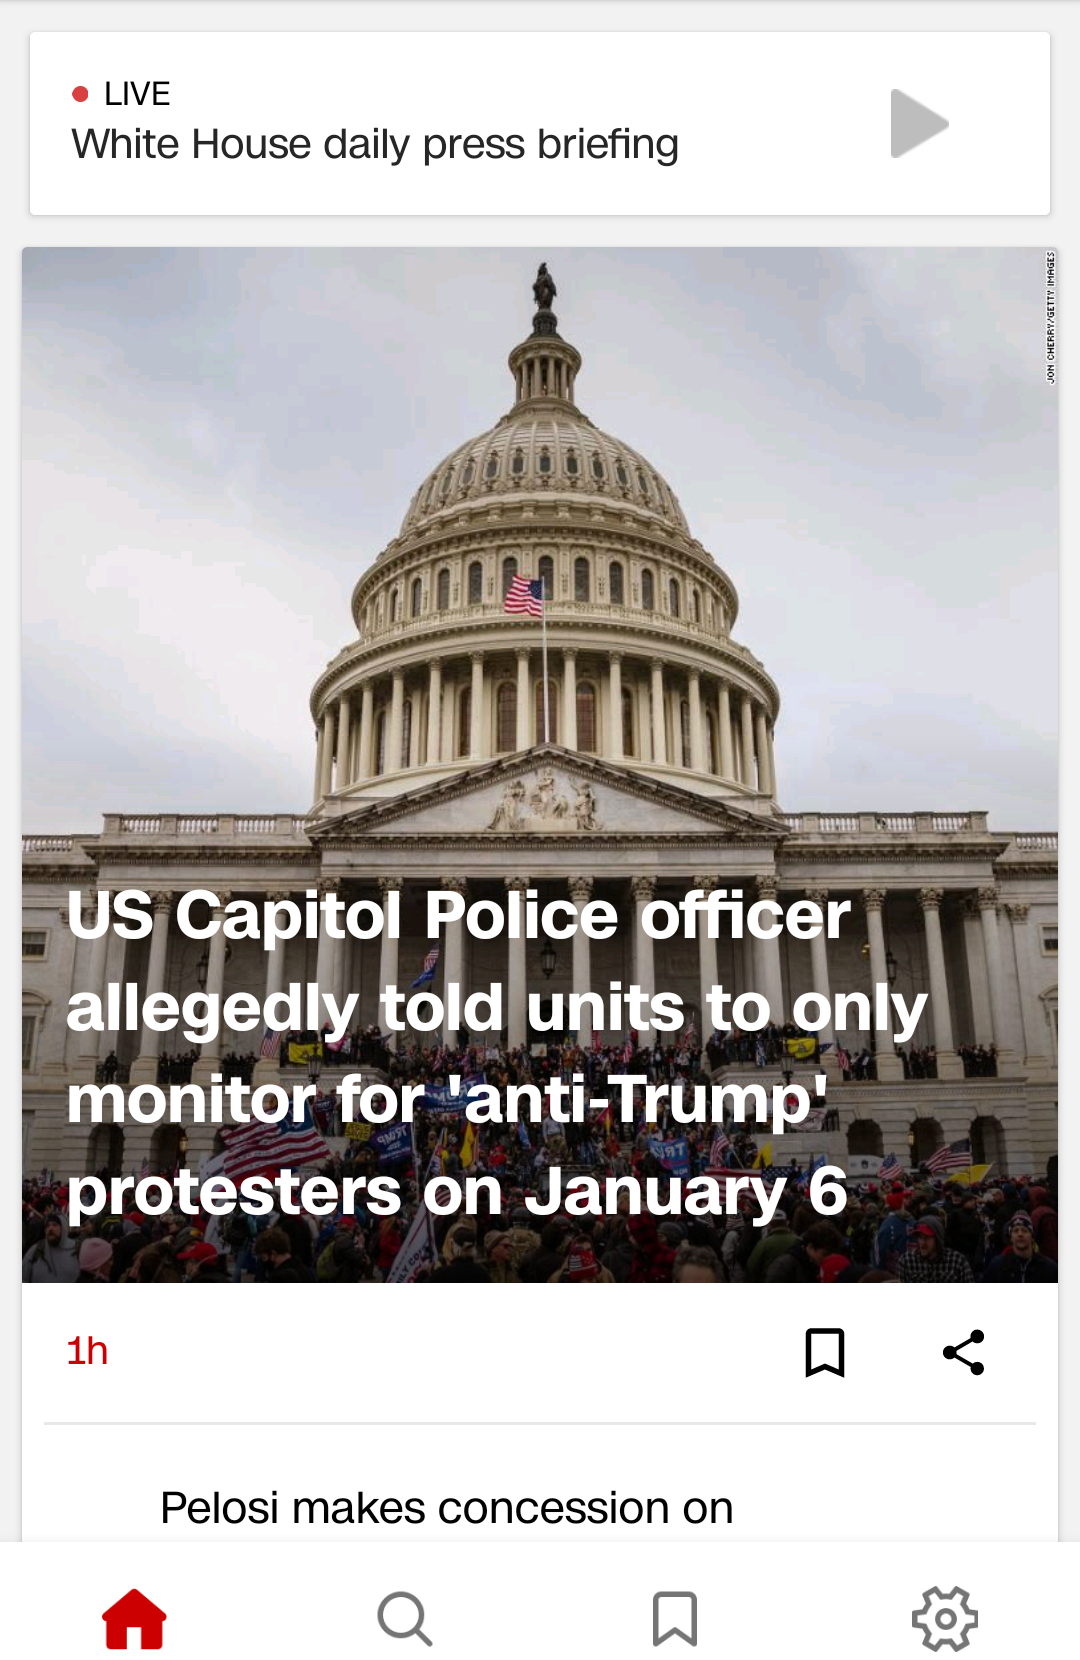 LIVE
White House daily press briefing
JON CHERRY/GETTY IMAGES
US Capitol Police officer
allegedly told units to only
monitor for 'anti-Trump'
protesters on January 6
1h
Pelosi makes concession on